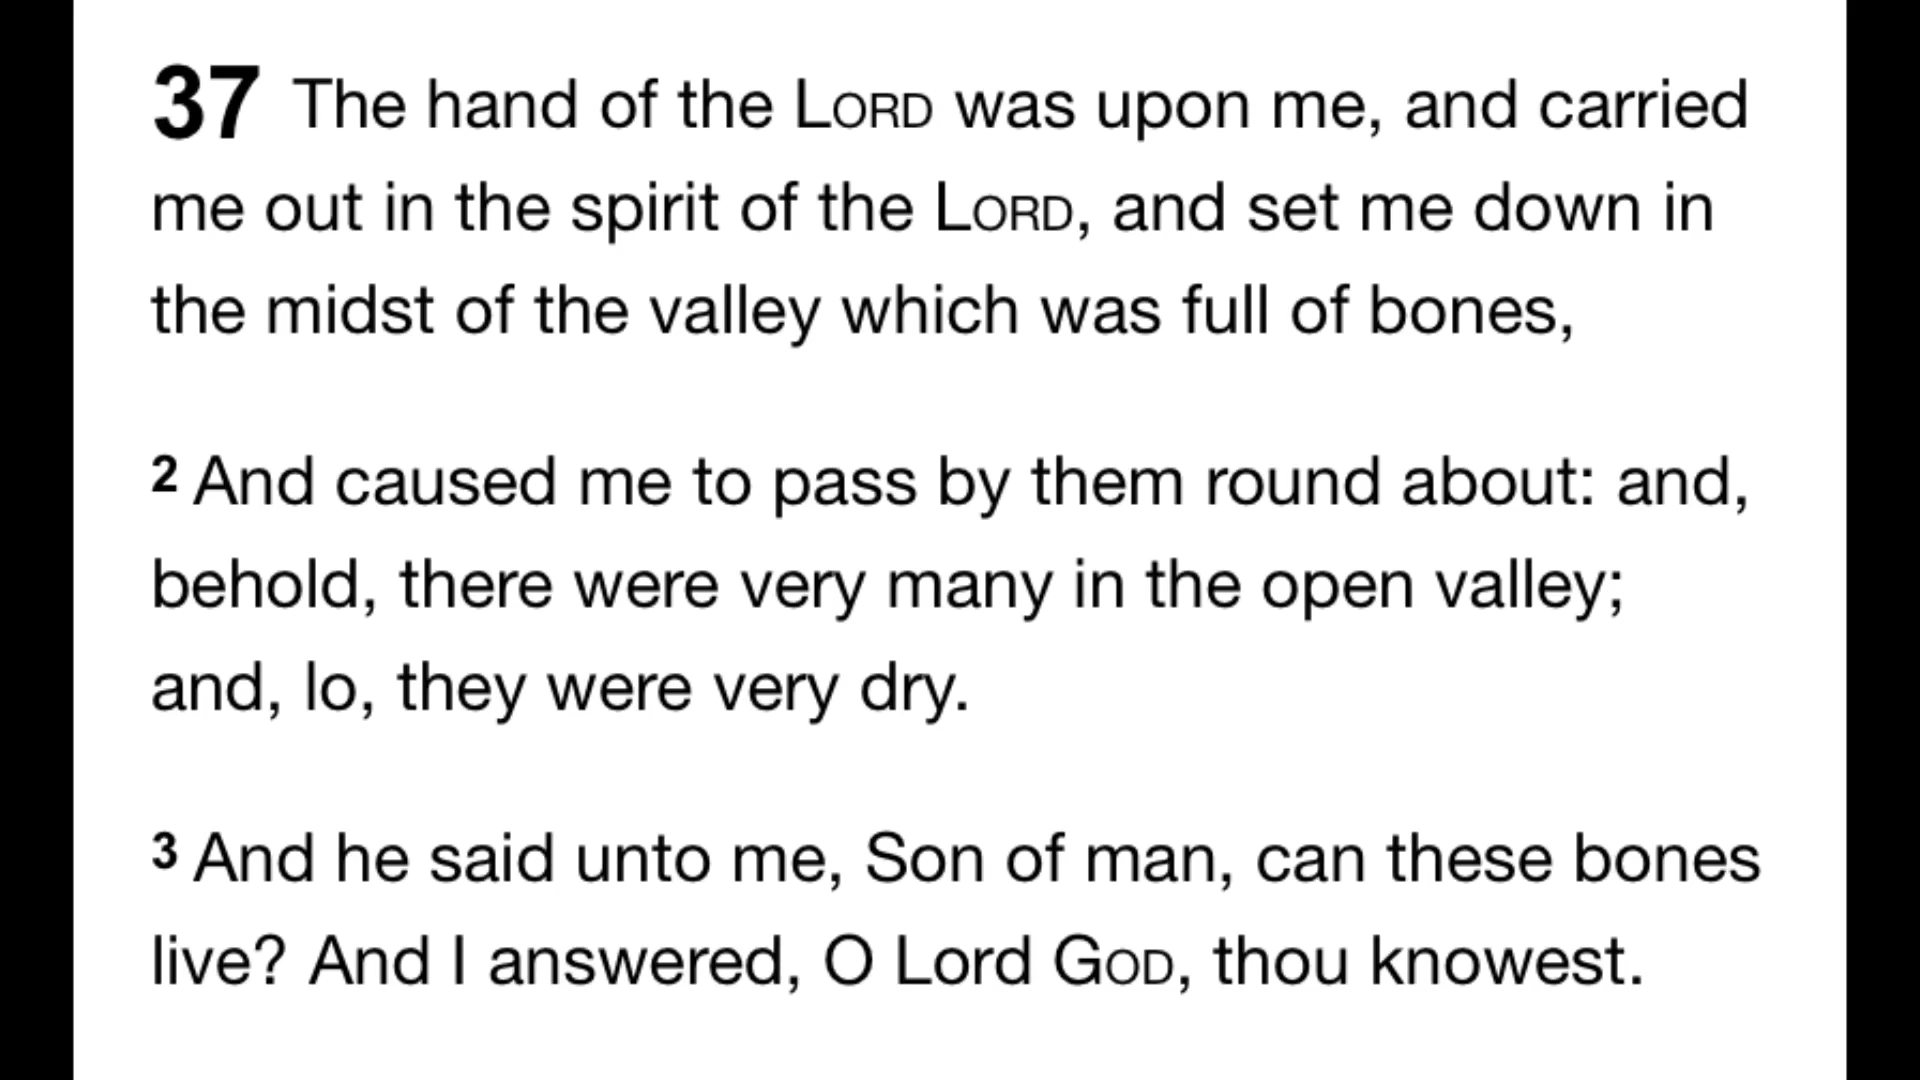 37 The hand of the LORD was upon me, and carried
me out in the spirit of the LORD, and set me down in
the midst of the valley which was full of bones,
2 And caused me to pass by them round about: and,
behold, there were very many in the open valley;
and, lo, they were very dry.
3 And he said unto me, Son of man, can these bones
live? And I answered, O Lord GOD, thou knowest.